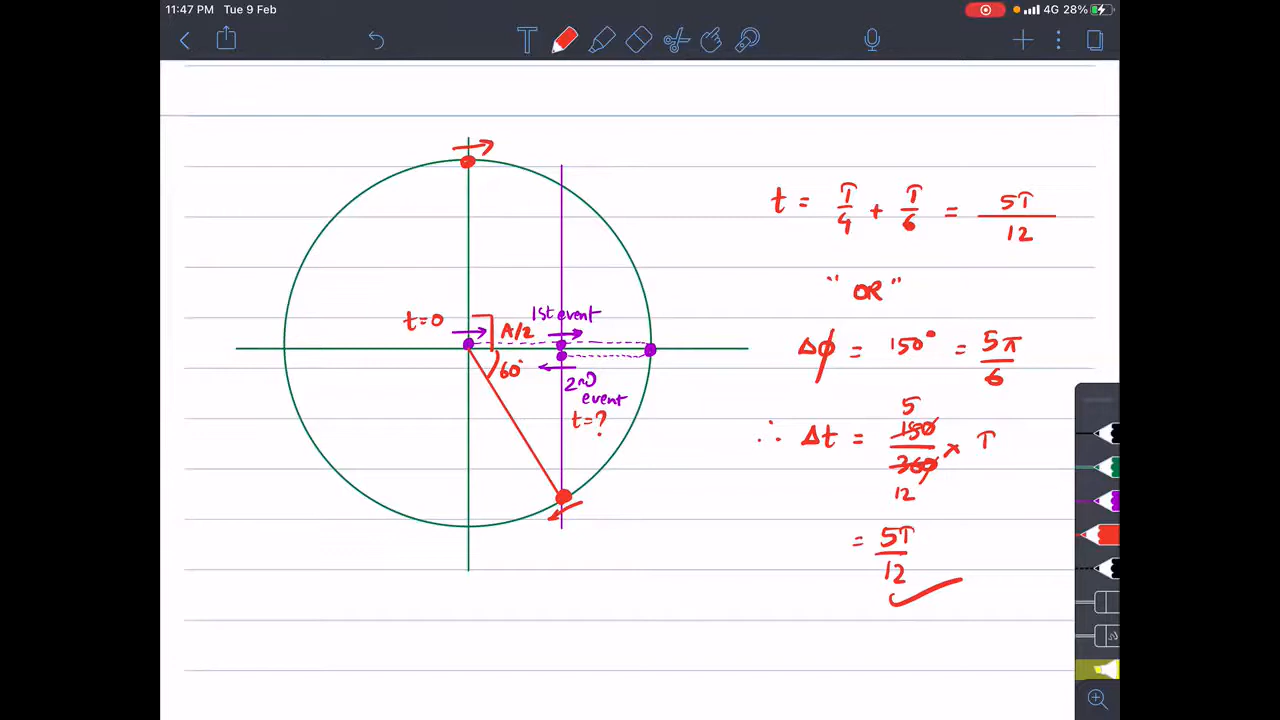 11:47 PM Tue 9 Feb
4G 28%
t = T/4 + T/6 = 5T/12
"OR"
t=0
A/2
1st event
60°
2nd
event
t=?
Δϕ = 150° = 5π/6
∴ Δt = 150/360 × T
5
12
= 5T/12